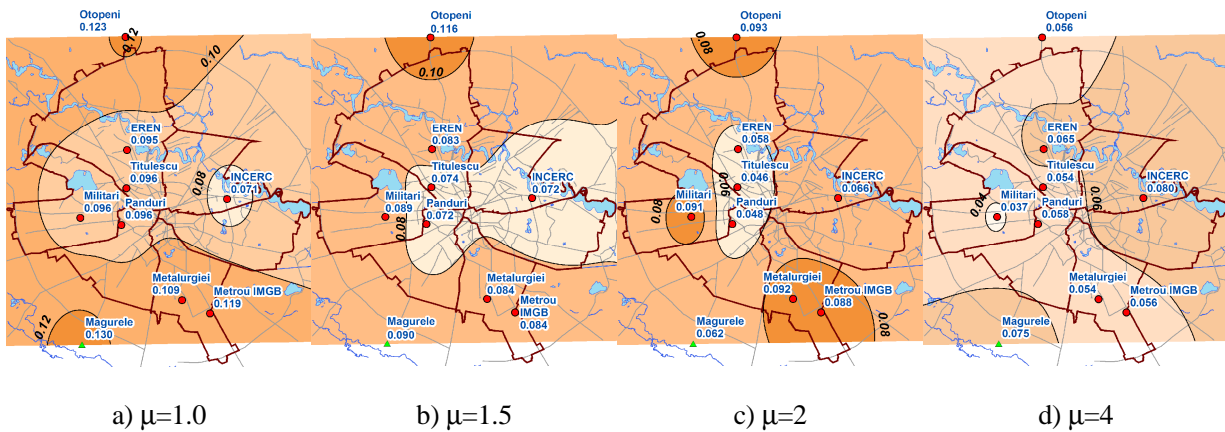 Otopeni
0.123
0.12
0.10
EREN
0.095
Titulescu
0.096
0.08
INCERC
0.071
Militari
0.096
Panduri
0.096
Metalurgiei
0.109
Metrou IMGB
0.119
0.12
Magurele
0.130
a) μ=1.0
Otopeni
0.116
0.10
EREN
0.083
Titulescu
0.074
INCERC
0.072
Militari
0.089
Panduri
0.072
0.08
Metalurgiei
0.084
Metrou
IMGB
0.084
Magurele
0.090
b) μ=1.5
Otopeni
0.093
0.08
EREN
0.058
Titulescu
0.046
0.06
INCERC
0.066
Militari
0.091
0.08
Panduri
0.048
Metalurgiei
0.092
Metrou IMGB
0.088
0.08
Magurele
0.062
c) μ=2
Otopeni
0.056
EREN
0.065
Titulescu
0.054
0.06
INCERC
0.080
Militari
0.037
0.04
Panduri
0.058
Metalurgiei
0.054
Metrou IMGB
0.056
Magurele
0.075
d) μ=4